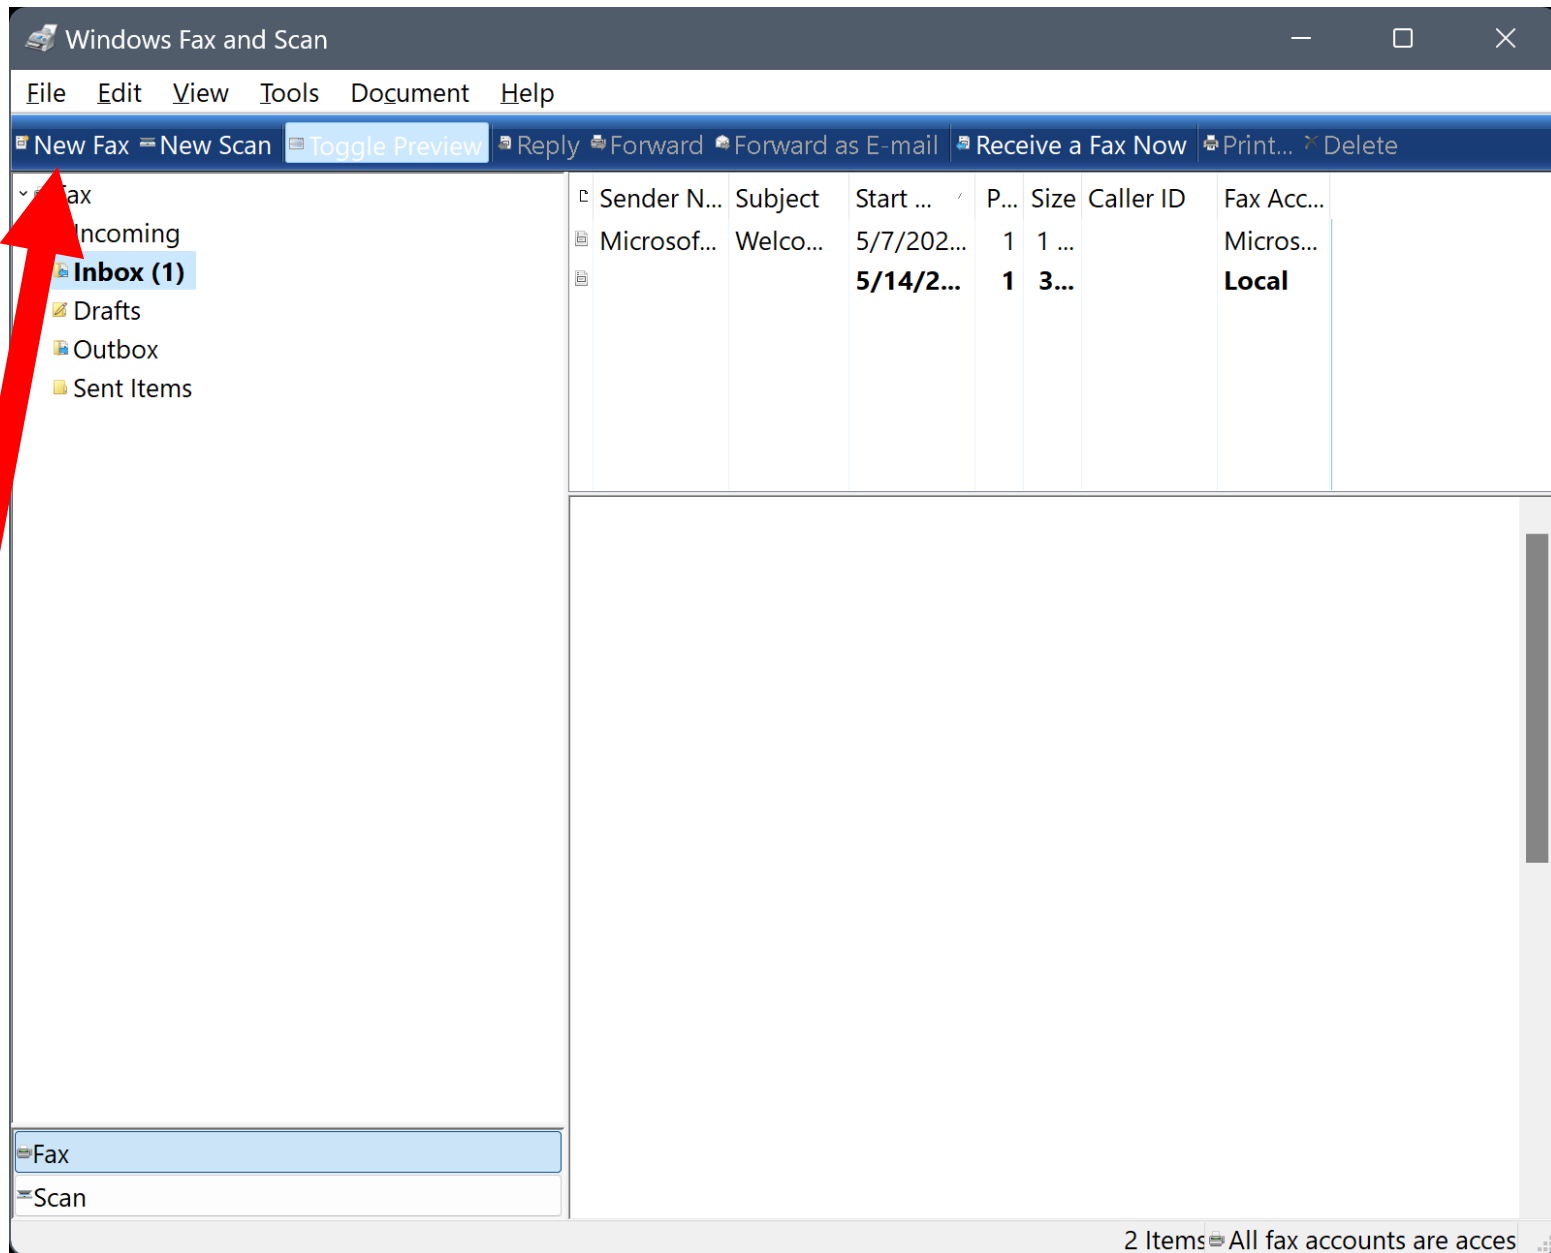 Windows Fax and Scan
File Edit View Tools Document Help
New Fax New Scan Toggle Preview Reply Forward Forward as E-mail Receive a Fax Now Print... Delete
Sender N... Subject Start ... P... Size Caller ID Fax Acc...
Microsof... Welco... 5/7/202... 1 1 ... Micros...
5/14/2... 1 3... Local
Fax
Incoming
Inbox (1)
Drafts
Outbox
Sent Items
Fax
Scan
2 Items All fax accounts are acces